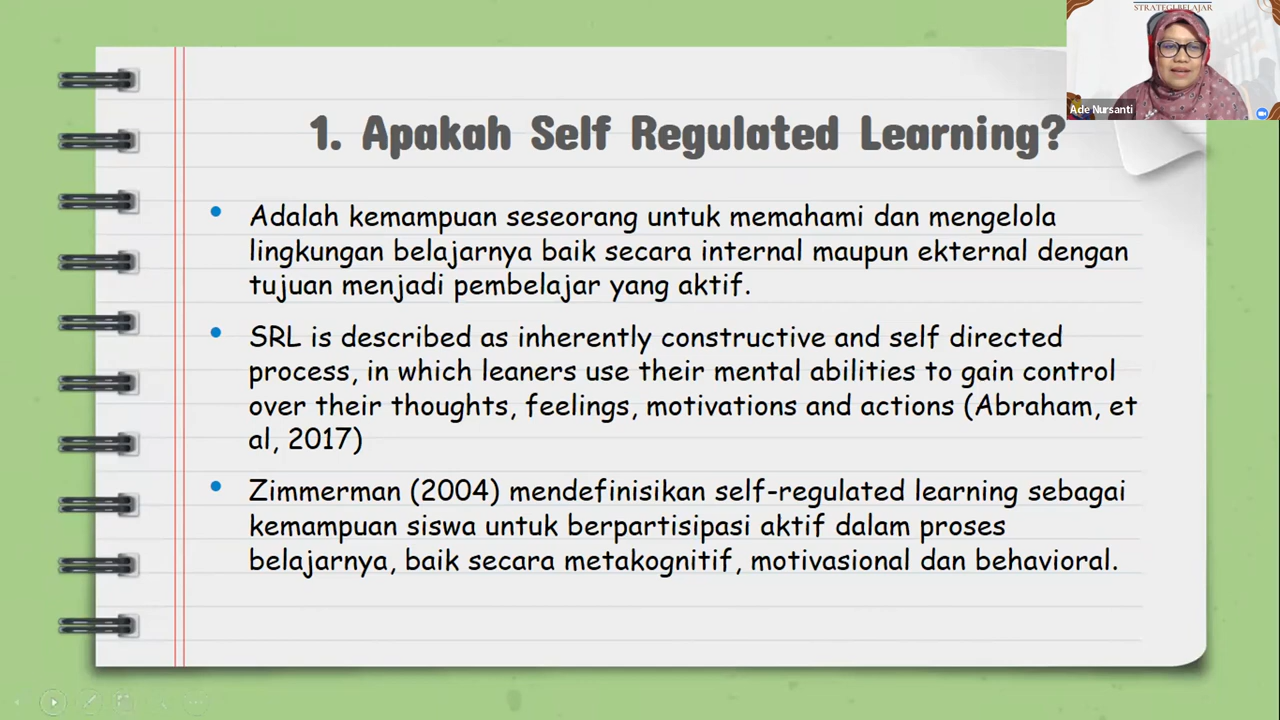 STRATEGI BELAJAR
Ade Nursanti
1. Apakah Self Regulated Learning?
• Adalah kemampuan seseorang untuk memahami dan mengelola
lingkungan belajarnya baik secara internal maupun ekternal dengan
tujuan menjadi pembelajar yang aktif.
• SRL is described as inherently constructive and self directed
process, in which leaners use their mental abilities to gain control
over their thoughts, feelings, motivations and actions (Abraham, et
al, 2017)
• Zimmerman (2004) mendefinisikan self-regulated learning sebagai
kemampuan siswa untuk berpartisipasi aktif dalam proses
belajarnya, baik secara metakognitif, motivasional dan behavioral.